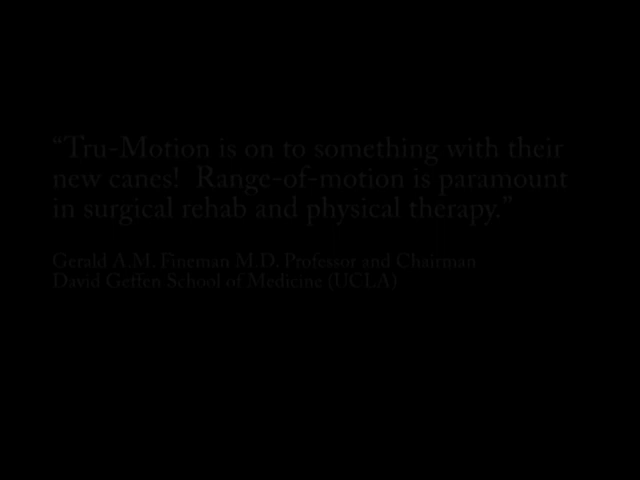 “Tru-Motion is on to something with their
new canes!  Range-of-motion is paramount
in surgical rehab and physical therapy.”
Gerald A.M. Fineman M.D. Professor and Chairman
David Geffen School of Medicine (UCLA)